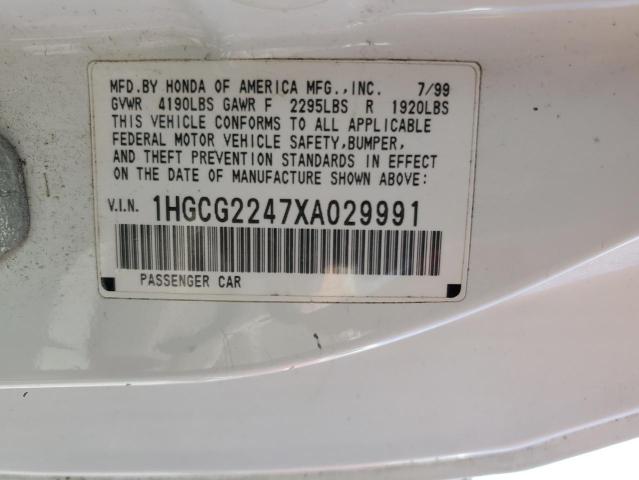 MFD.BY HONDA OF AMERICA MFG.,INC. 7/99
GVWR 4190LBS GAWR F 2295LBS R 1920LBS
THIS VEHICLE CONFORMS TO ALL APPLICABLE
FEDERAL MOTOR VEHICLE SAFETY,BUMPER,
AND THEFT PREVENTION STANDARDS IN EFFECT
ON THE DATE OF MANUFACTURE SHOWN ABOVE:
V.I.N. 1HGCG2247XA029991
PASSENGER CAR